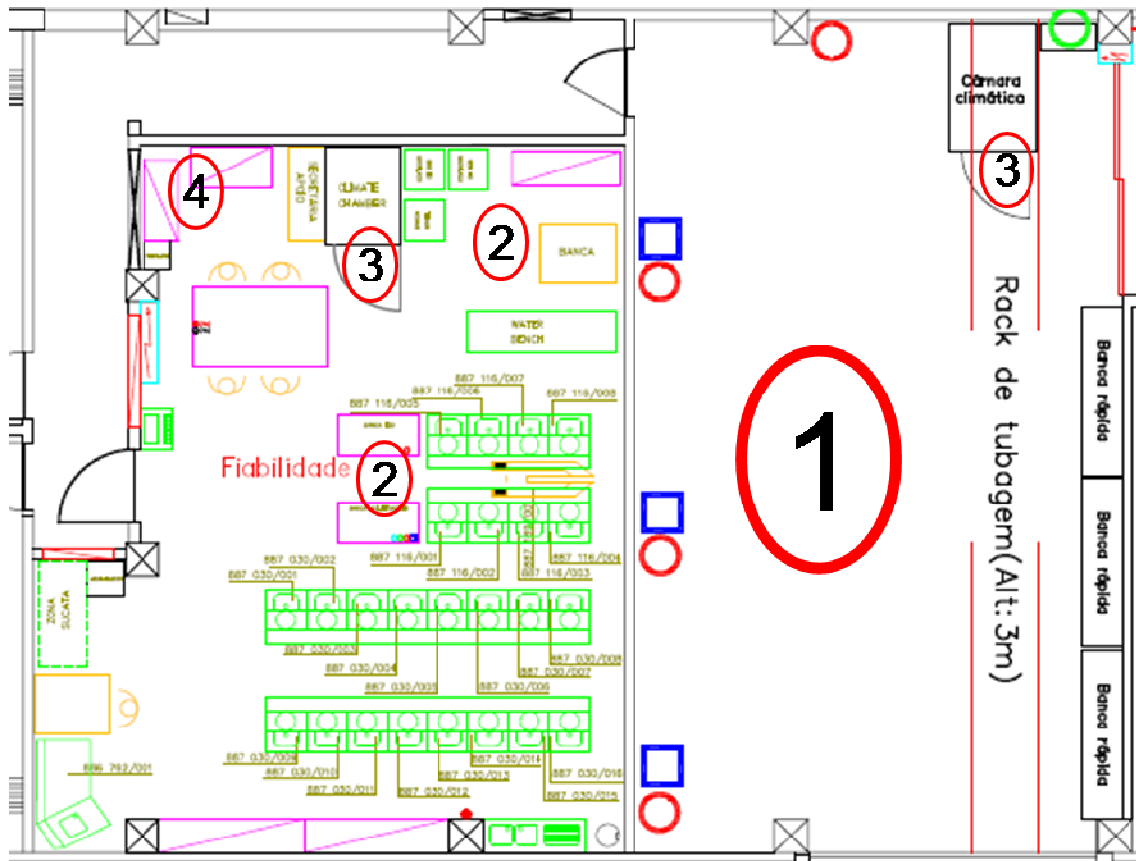 Câmara
climática
3
4
SECRETARIA
APOIO
CLIMATE
CHAMBER
2
3
BANCA
WATER
BENCH
1
Rack de tubagem(Alt: 3m)
Banca rápida
Banca rápida
Banca rápida
887 116/007
887 116/006
887 116/008
887 116/005
Fiabilidade
2
887 116/001
887 116/002
887 116/003
887 116/004
887 030/002
887 030/001
887 030/003
887 030/004
887 030/005
887 030/006
887 030/007
887 030/008
ZONA
SUCATA
887 030/009
887 030/010
887 030/011
887 030/012
887 030/013
887 030/014
887 030/015
887 030/016
886 792/001